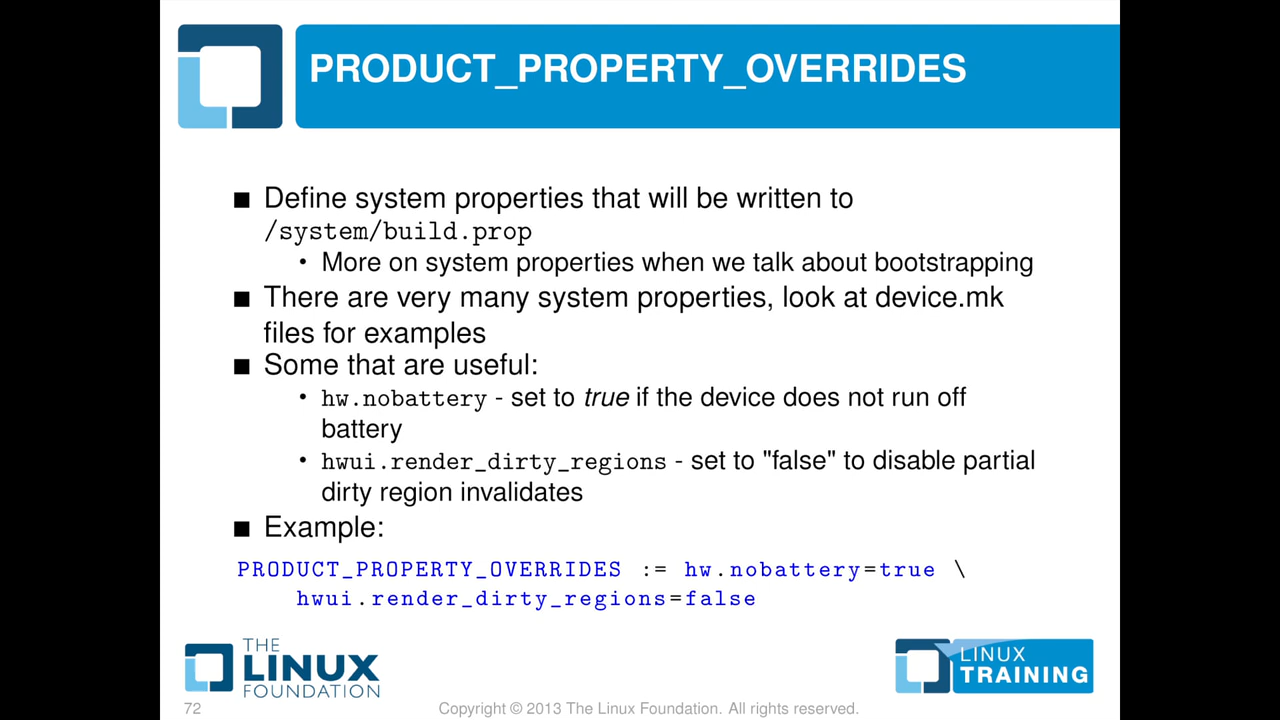 PRODUCT_PROPERTY_OVERRIDES
■ Define system properties that will be written to
/system/build.prop
• More on system properties when we talk about bootstrapping
■ There are very many system properties, look at device.mk
files for examples
■ Some that are useful:
• hw.nobattery - set to true if the device does not run off
battery
• hwui.render_dirty_regions - set to "false" to disable partial
dirty region invalidates
■ Example:
PRODUCT_PROPERTY_OVERRIDES := hw.nobattery=true \
hwui.render_dirty_regions=false
THE
LINUX
FOUNDATION
LINUX
TRAINING
72
Copyright © 2013 The Linux Foundation. All rights reserved.